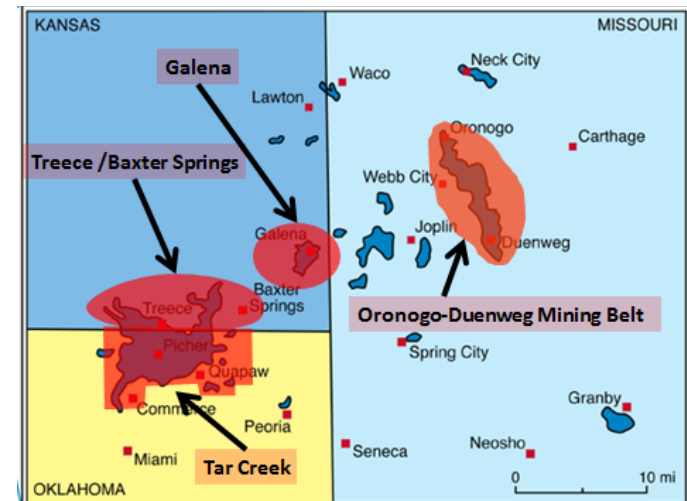 KANSAS
MISSOURI
Galena
Neck City
Waco
Lawton
Oronogo
Carthage
Treece /Baxter Springs
Webb City
Galena
Joplin
Duenweg
Baxter
Springs
Treece
Oronogo-Duenweg Mining Belt
Picher
Spring City
Quapaw
Commerce
Granby
Peoria
Seneca
Neosho
Miami
Tar Creek
OKLAHOMA
0 10 mi